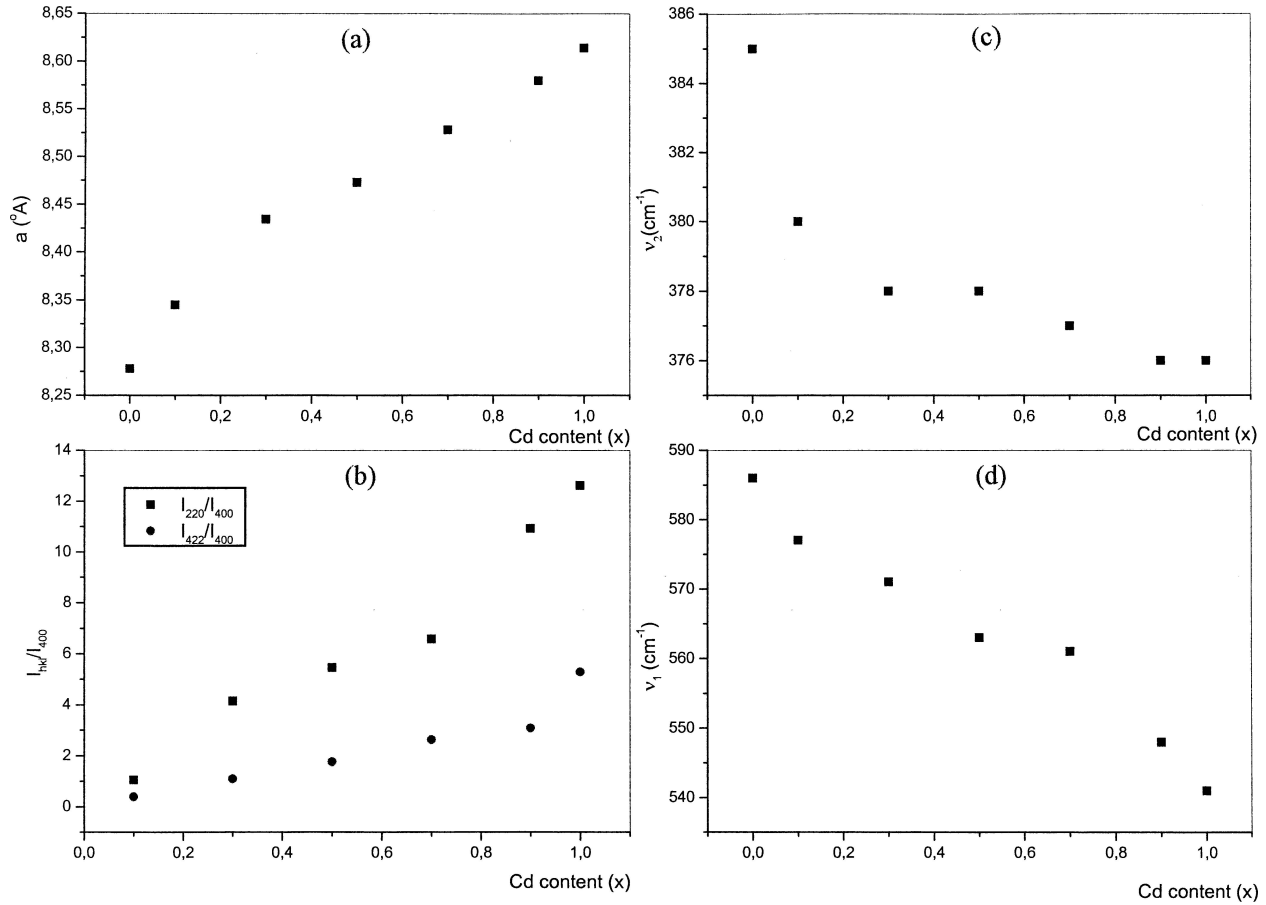 (a)
8,65
8,60
8,55
8,50
8,45
8,40
8,35
8,30
8,25
a (°A)
0,0 0,2 0,4 0,6 0,8 1,0
Cd content (x)
(c)
386
384
382
380
378
376
ν₂(cm⁻¹)
0,0 0,2 0,4 0,6 0,8 1,0
Cd content (x)
(b)
I₂₂₀/I₄₀₀
I₄₂₂/I₄₀₀
14
12
10
8
6
4
2
0
Iₕₖₗ/I₄₀₀
0,0 0,2 0,4 0,6 0,8 1,0
Cd content (x)
(d)
590
580
570
560
550
540
ν₁ (cm⁻¹)
0,0 0,2 0,4 0,6 0,8 1,0
Cd content (x)